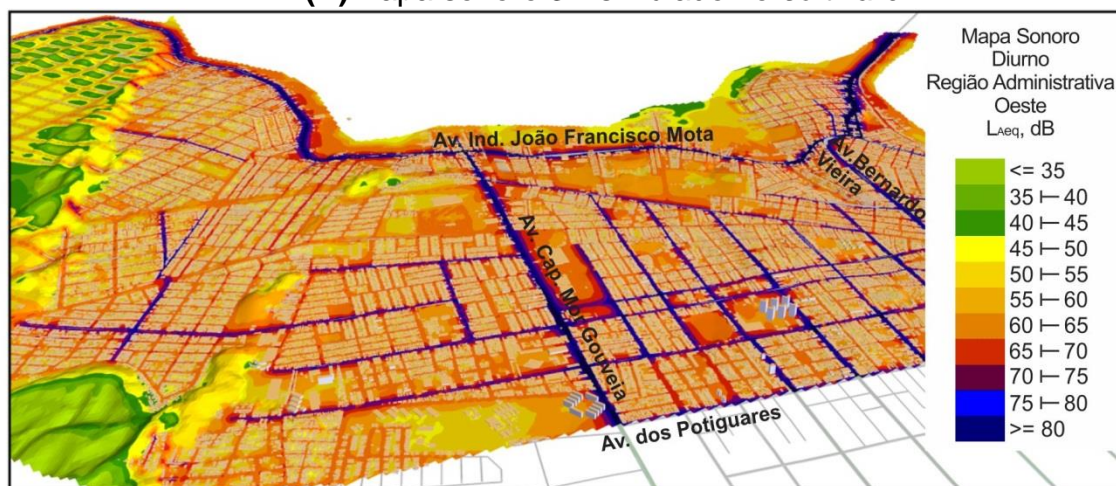 Mapa sonoro
Av. Ind. João Francisco Mota
Av. Bernardo
Vieira
Av. Cap. Mor Gouveia
Av. dos Potiguares
Mapa Sonoro
Diurno
Região Administrativa
Oeste
LAeq, dB
<= 35
35 ⊢ 40
40 ⊢ 45
45 ⊢ 50
50 ⊢ 55
55 ⊢ 60
60 ⊢ 65
65 ⊢ 70
70 ⊢ 75
75 ⊢ 80
>= 80